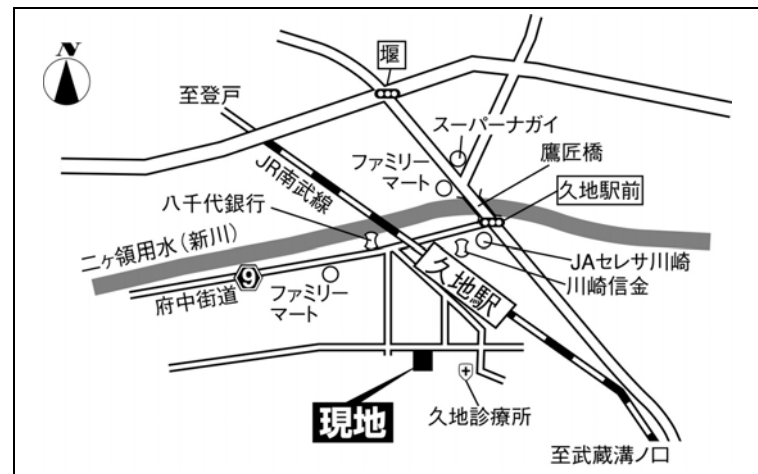 N
堰
至登戸
スーパーナガイ
鷹匠橋
ファミリー
マート
JR南武線
久地駅前
八千代銀行
二ヶ領用水(新川)
JAセレサ川崎
川崎信金
久地駅
9
府中街道
ファミリー
マート
現地
久地診療所
至武蔵溝ノ口